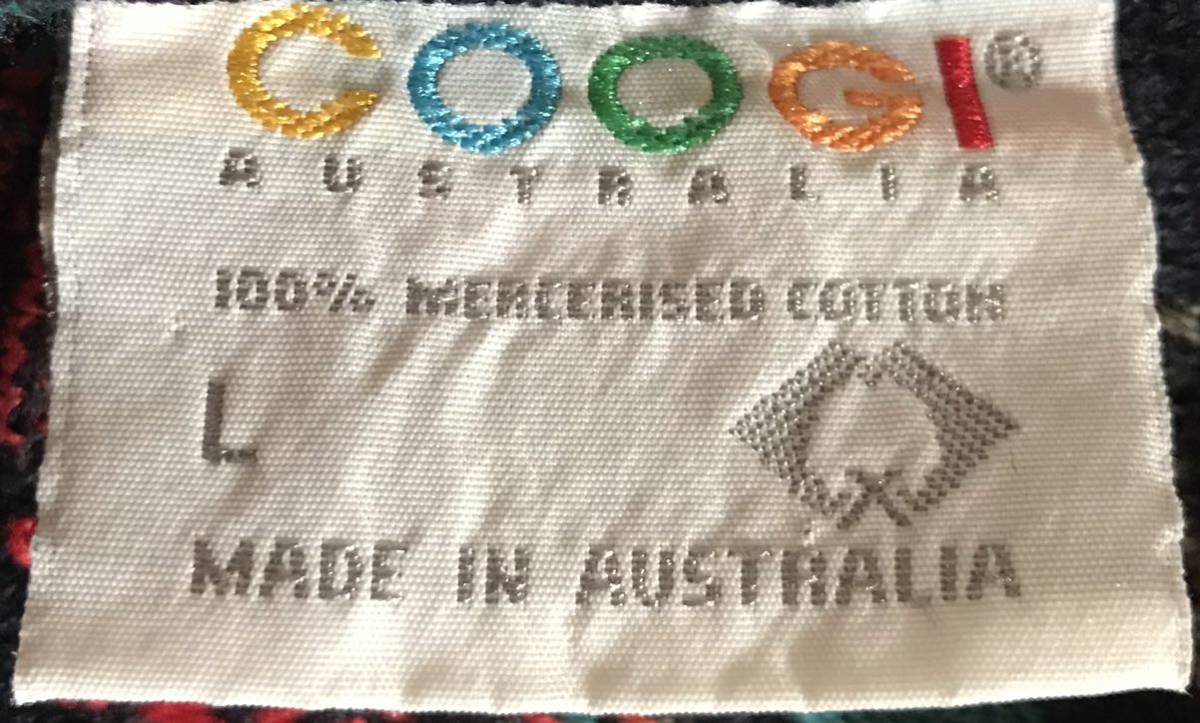 COOGI®
AUSTRALIA
100% MERCERISED COTTON
L
MADE IN AUSTRALIA